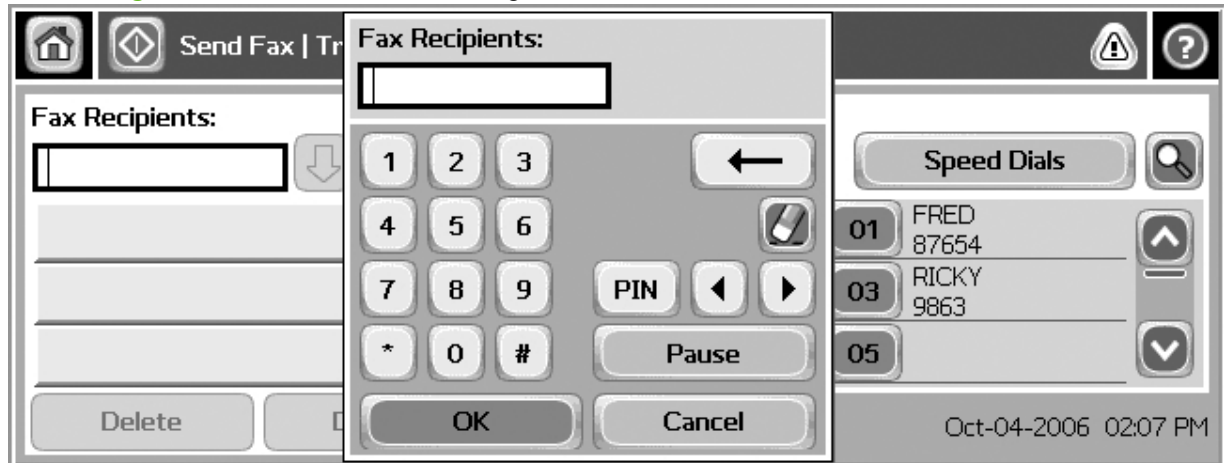 Send Fax | Tr
Fax Recipients:
?
Fax Recipients:
Speed Dials
1 2 3
4 5 6
7 8 9 PIN
* 0 # Pause
OK Cancel
01 FRED
87654
03 RICKY
9863
05
Delete
Oct-04-2006 02:07 PM